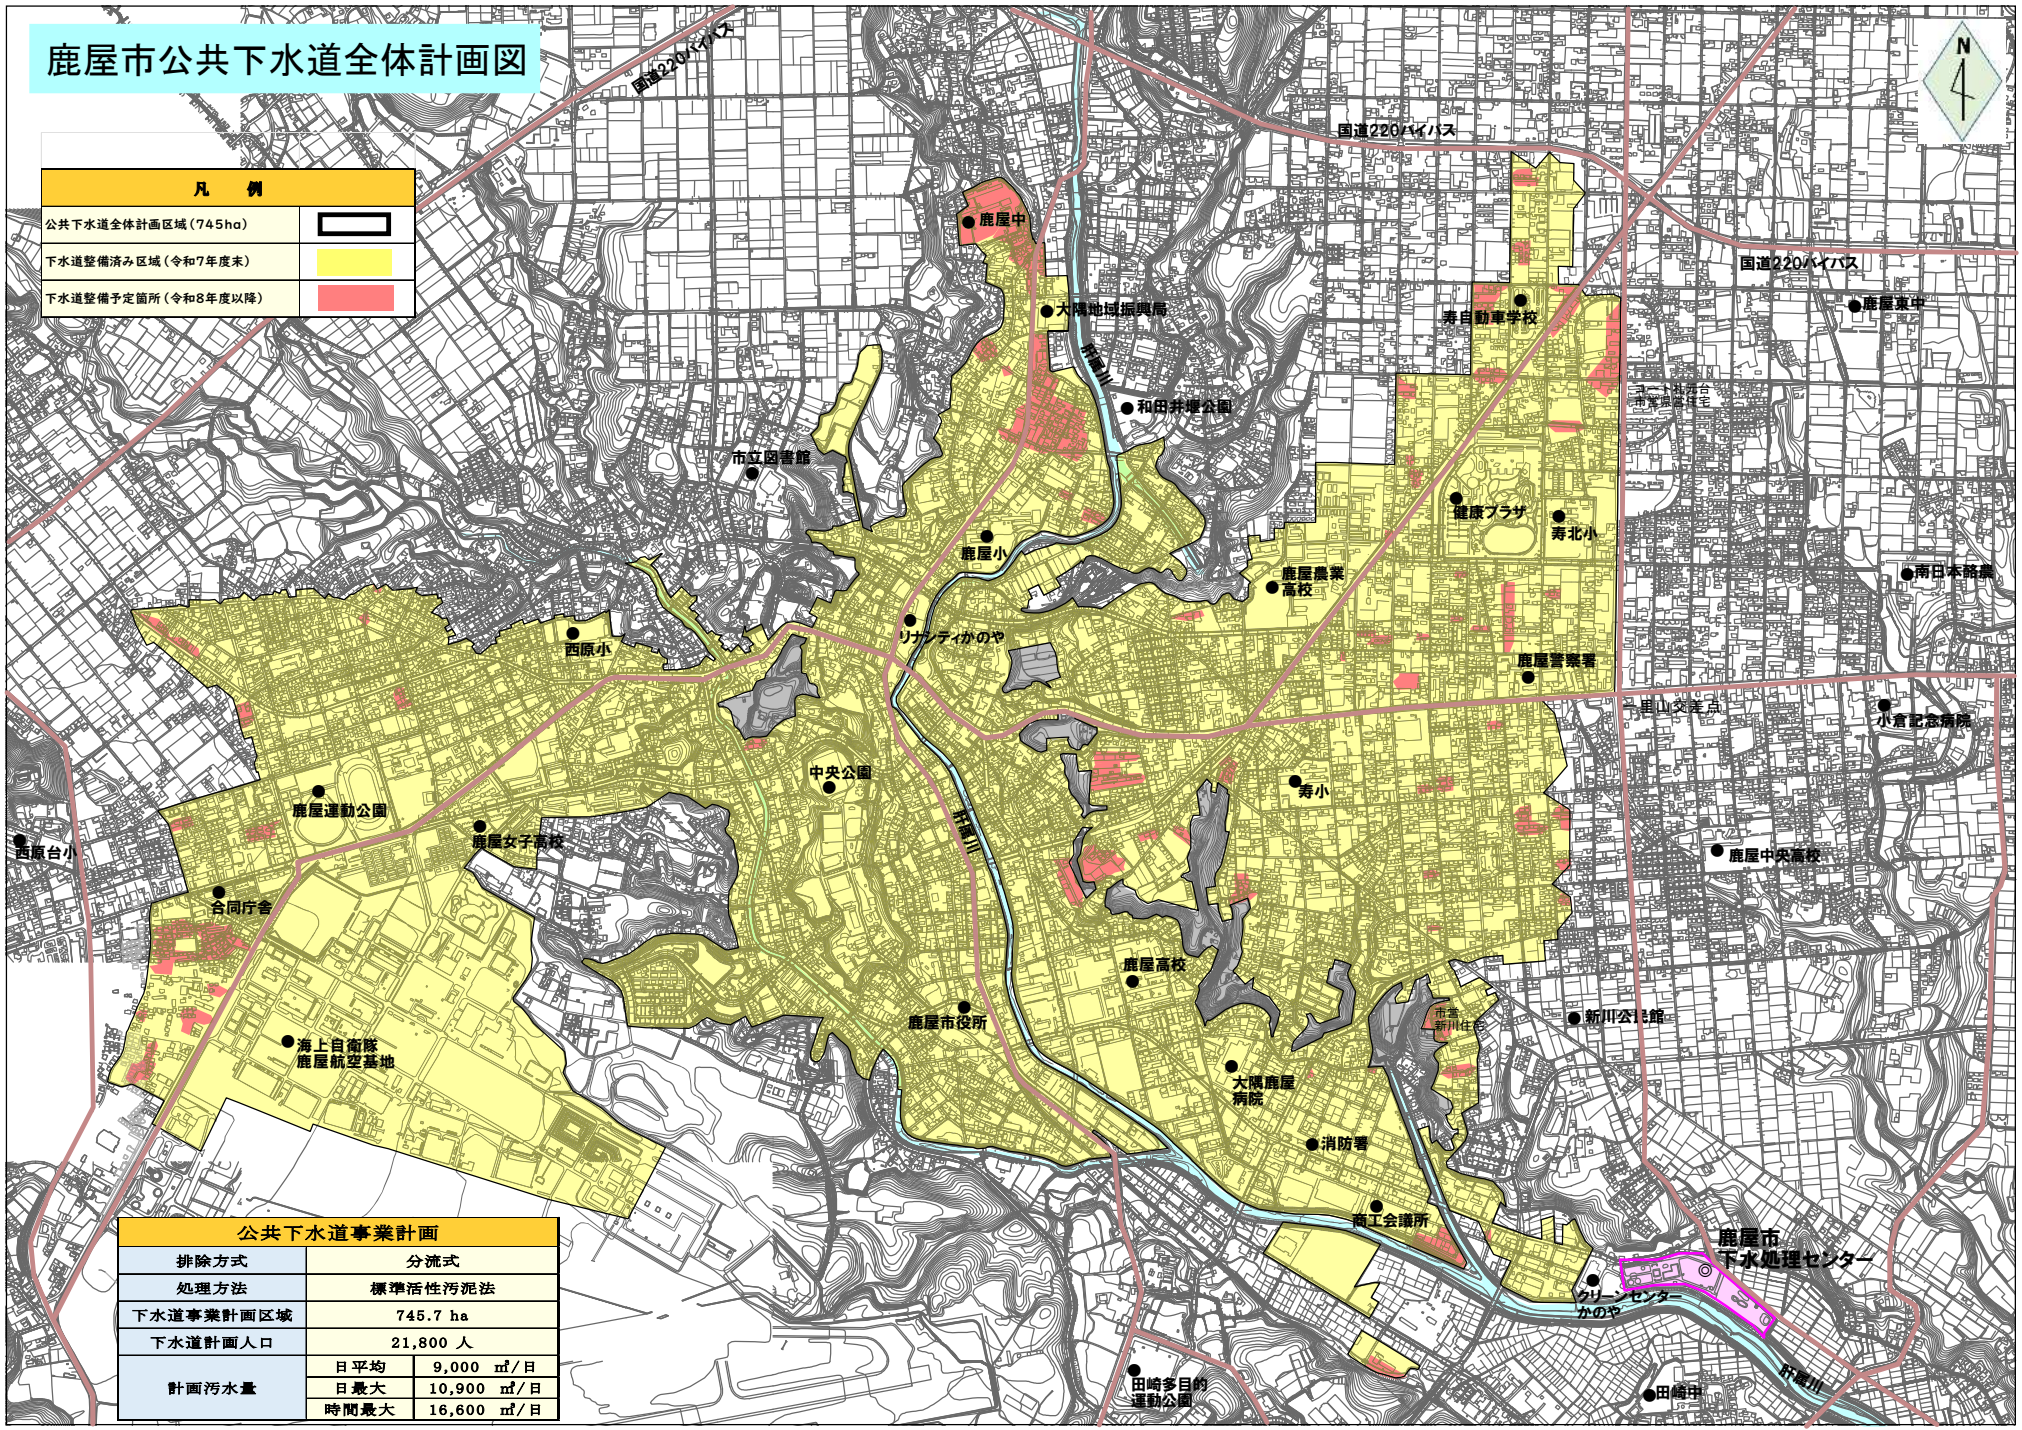 鹿屋市公共下水道全体計画図
国道220バイパス
N
国道220バイパス
凡 例
公共下水道全体計画区域(745ha)
下水道整備済み区域(令和7年度末)
下水道整備予定箇所(令和8年度以降)
鹿屋中
国道220バイパス
大隅地域振興局
寿自動車学校
鹿屋東中
肝属川
和田井堰公園
市営県営住宅
市立図書館
健康プラザ
寿北小
鹿屋小
鹿屋農業
高校
南日本酪農
リナシティかのや
西原小
鹿屋警察署
一里山交差点
小倉記念病院
中央公園
鹿屋運動公園
寿小
肝属川
鹿屋女子高校
西原台小
鹿屋中央高校
合同庁舎
鹿屋高校
鹿屋市役所
市営
新川住宅
新川公民館
海上自衛隊
鹿屋航空基地
大隅鹿屋
病院
消防署
商工会議所
鹿屋市
下水処理センター
クリーンセンター
かのや
公共下水道事業計画
排除方式 分流式
処理方法 標準活性汚泥法
下水道事業計画区域 745.7 ha
下水道計画人口 21,800 人
計画汚水量
日平均 9,000 ㎥/日
日最大 10,900 ㎥/日
時間最大 16,600 ㎥/日
田崎多目的
運動公園
田崎中
肝属川